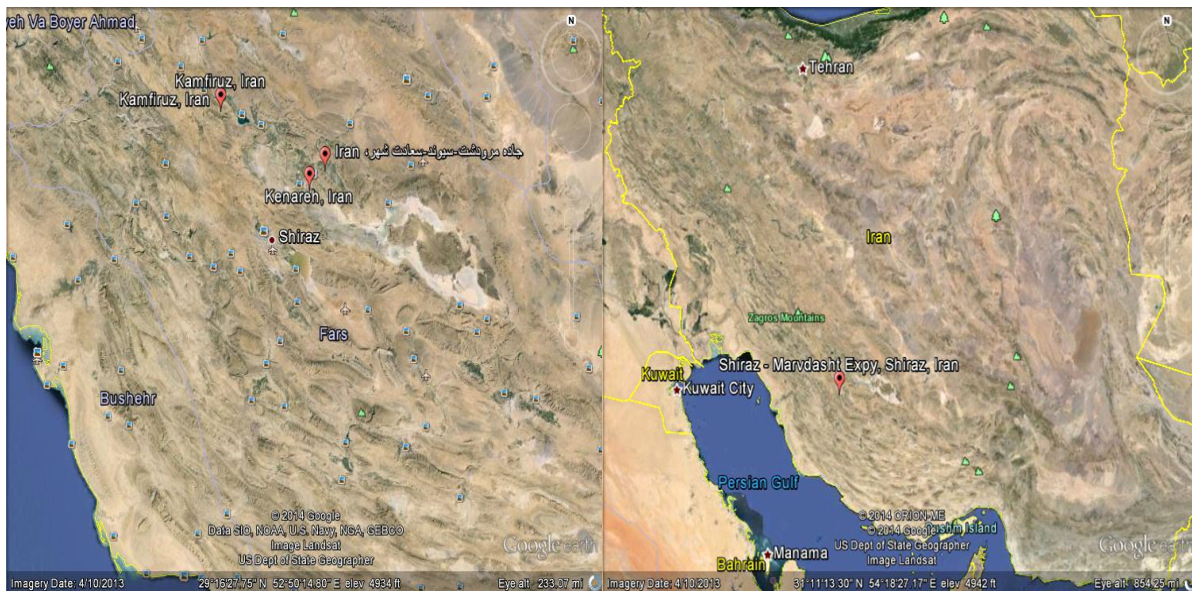 yeh Va Boyer Ahmad
Kamfiruz, Iran
Kamfiruz, Iran
جاده مرودشت-سیوند-سعادت شهر، Iran
Kenareh, Iran
Shiraz
Fars
Bushehr
© 2014 Google
Data SIO, NOAA, U.S. Navy, NGA, GEBCO
Image Landsat
US Dept of State Geographer
Google earth
Imagery Date: 4/10/2013 29°16'27.75" N 52°50'14.80" E elev 4934 ft Eye alt 233.07 mi
N
Tehran
Iran
Zagros Mountains
Shiraz - Marvdasht Expy, Shiraz, Iran
Kuwait
Kuwait City
Persian Gulf
© 2014 ORION-ME
© 2014 Google
Island
US Dept of State Geographer
Image Landsat
Manama
Bahrain
Google earth
Imagery Date: 4/10/2013 31°11'13.30" N 54°18'27.17" E elev 4942 ft Eye alt 854.25 mi
N